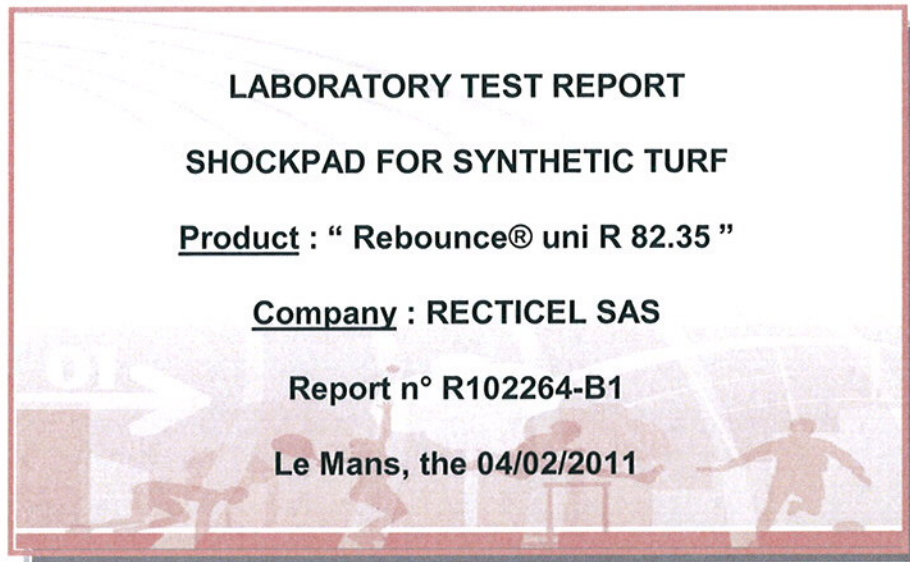 LABORATORY TEST REPORT
SHOCKPAD FOR SYNTHETIC TURF
Product : “ Rebounce® uni R 82.35 ”
Company : RECTICEL SAS
Report n° R102264-B1
Le Mans, the 04/02/2011